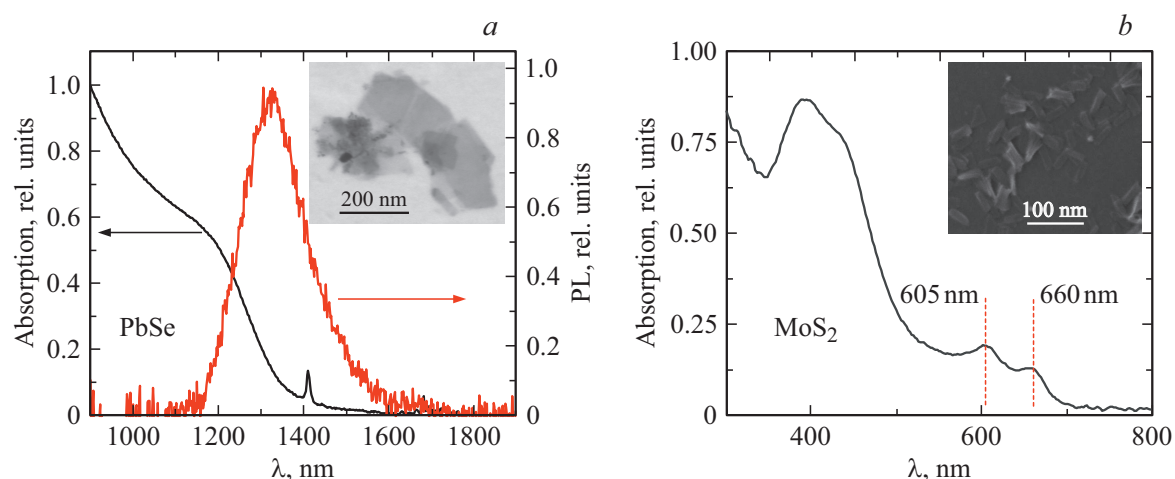 a
Absorption, rel. units
1.0
0.8
0.6
0.4
0.2
0
PbSe
200 nm
1.0
0.8
0.6
0.4
0.2
0
PL, rel. units
1000 1200 1400 1600 1800
λ, nm
b
Absorption, rel. units
1.00
0.75
0.50
0.25
0
100 nm
605 nm 660 nm
MoS₂
400 600 800
λ, nm